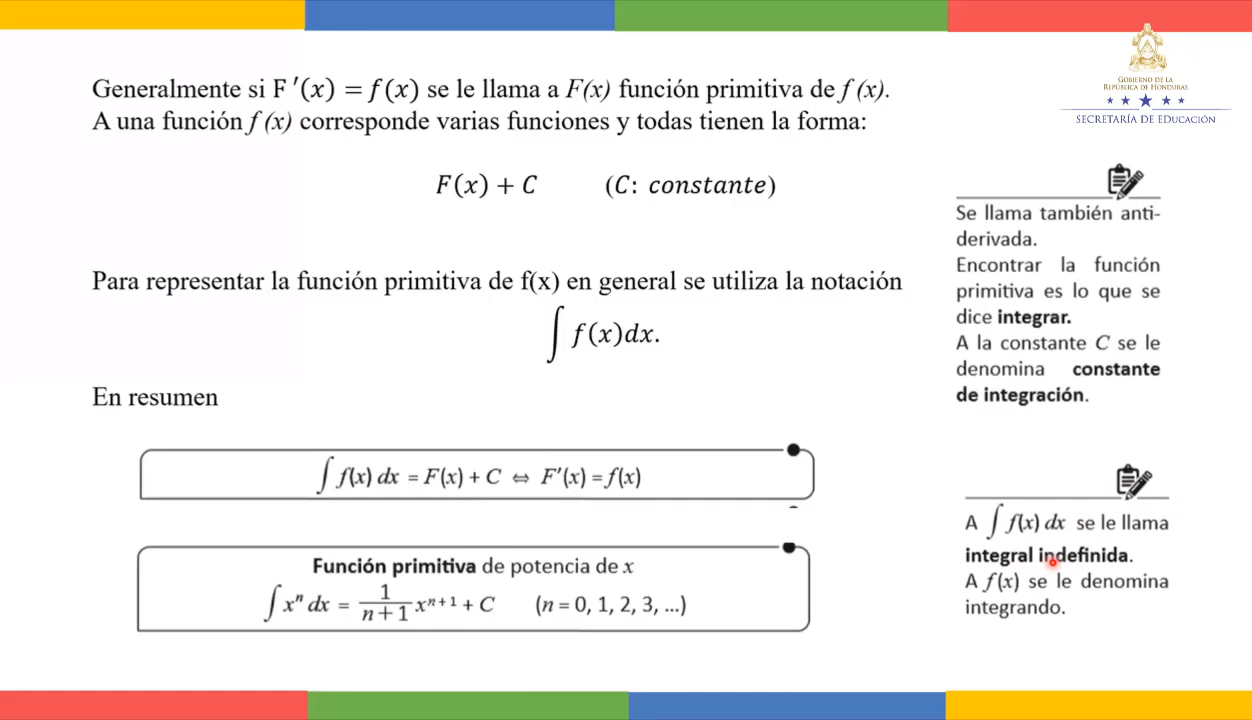 Generalmente si F ′(x) = f(x) se le llama a F(x) función primitiva de f (x).
A una función f (x) corresponde varias funciones y todas tienen la forma:
F(x) + C (C: constante)
Para representar la función primitiva de f(x) en general se utiliza la notación
∫ f(x)dx.
En resumen
∫ f(x) dx = F(x) + C ⇔ F′(x) = f(x)
Función primitiva de potencia de x
∫ xⁿ dx = 1/(n+1) xⁿ⁺¹ + C (n = 0, 1, 2, 3, ...)
GOBIERNO DE LA
REPÚBLICA DE HONDURAS
SECRETARÍA DE EDUCACIÓN
Se llama también anti-
derivada.
Encontrar la función
primitiva es lo que se
dice integrar.
A la constante C se le
denomina constante
de integración.
A ∫ f(x) dx se le llama
integral indefinida.
A f(x) se le denomina
integrando.